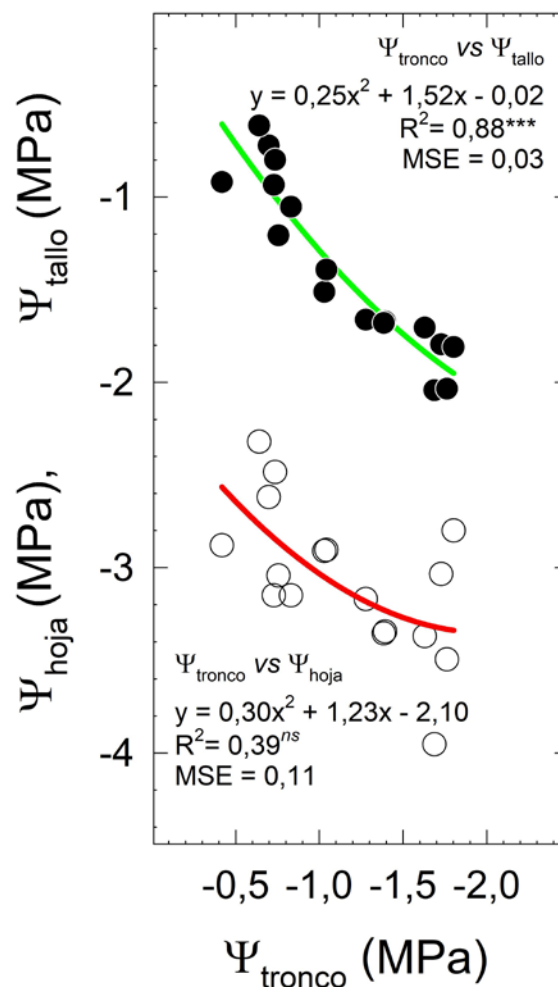 Ψtronco vs Ψtallo
y = 0,25x² + 1,52x - 0,02
R²= 0,88***
MSE = 0,03
-1
-2
-3
-4
Ψhoja (MPa), Ψtallo (MPa)
Ψtronco vs Ψhoja
y = 0,30x² + 1,23x - 2,10
R²= 0,39ns
MSE = 0,11
-0,5 -1,0 -1,5 -2,0
Ψtronco (MPa)